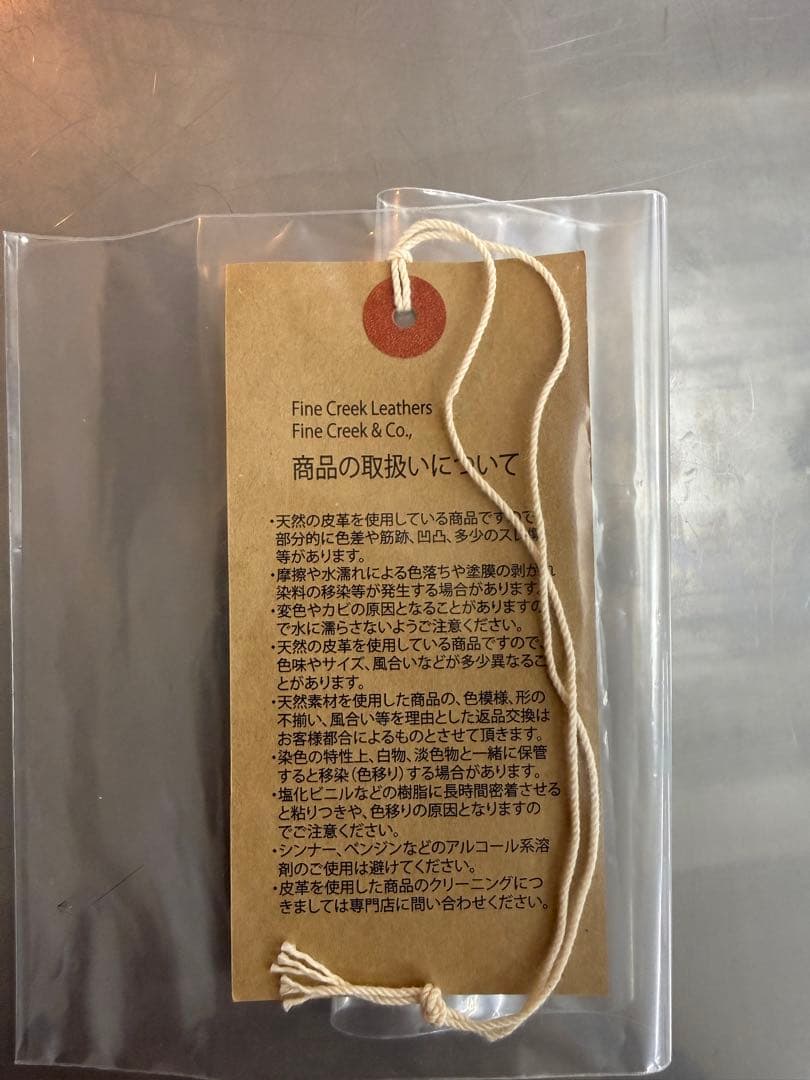 Fine Creek Leathers
Fine Creek & Co.,
商品の取扱いについて
・天然の皮革を使用している商品ですので
部分的に色差や筋跡、凹凸、多少のスレ
等があります。
・摩擦や水濡れによる色落ちや塗膜の剥がれ
染料の移染等が発生する場合があります。
・変色やカビの原因となることがありますの
で水に濡らさないようご注意ください。
・天然の皮革を使用している商品ですので、
色味やサイズ、風合いなどが多少異なるこ
とがあります。
・天然素材を使用した商品の、色模様、形の
不揃い、風合い等を理由とした返品交換は
お客様都合によるものとさせて頂きます。
・染色の特性上、白物、淡色物と一緒に保管
すると移染(色移り)する場合があります。
・塩化ビニルなどの樹脂に長時間密着させる
と粘りつきや、色移りの原因となりますの
でご注意ください。
・シンナー、ベンジンなどのアルコール系溶
剤のご使用は避けてください。
・皮革を使用した商品のクリーニングにつ
きましては専門店に問い合わせください。